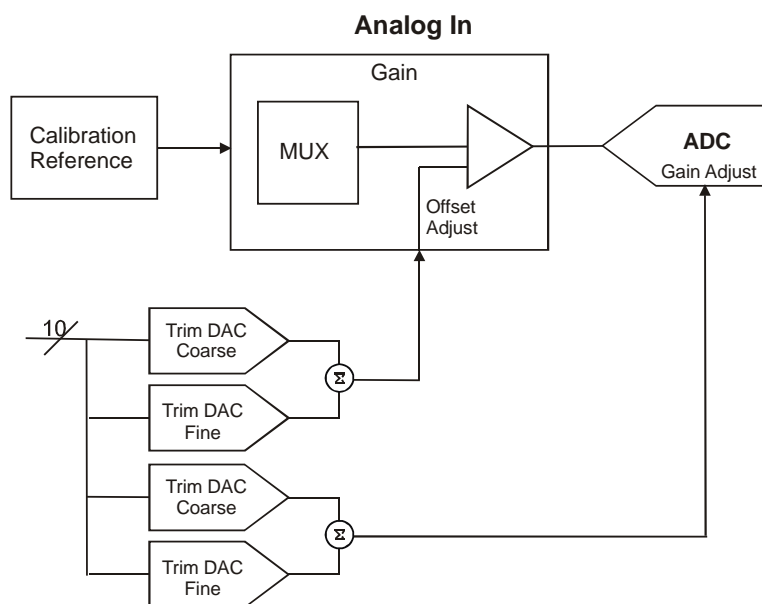 Analog In
Gain
Calibration
Reference
MUX
ADC
Gain Adjust
Offset
Adjust
10
Trim DAC
Coarse
Σ
Trim DAC
Fine
Trim DAC
Coarse
Σ
Trim DAC
Fine